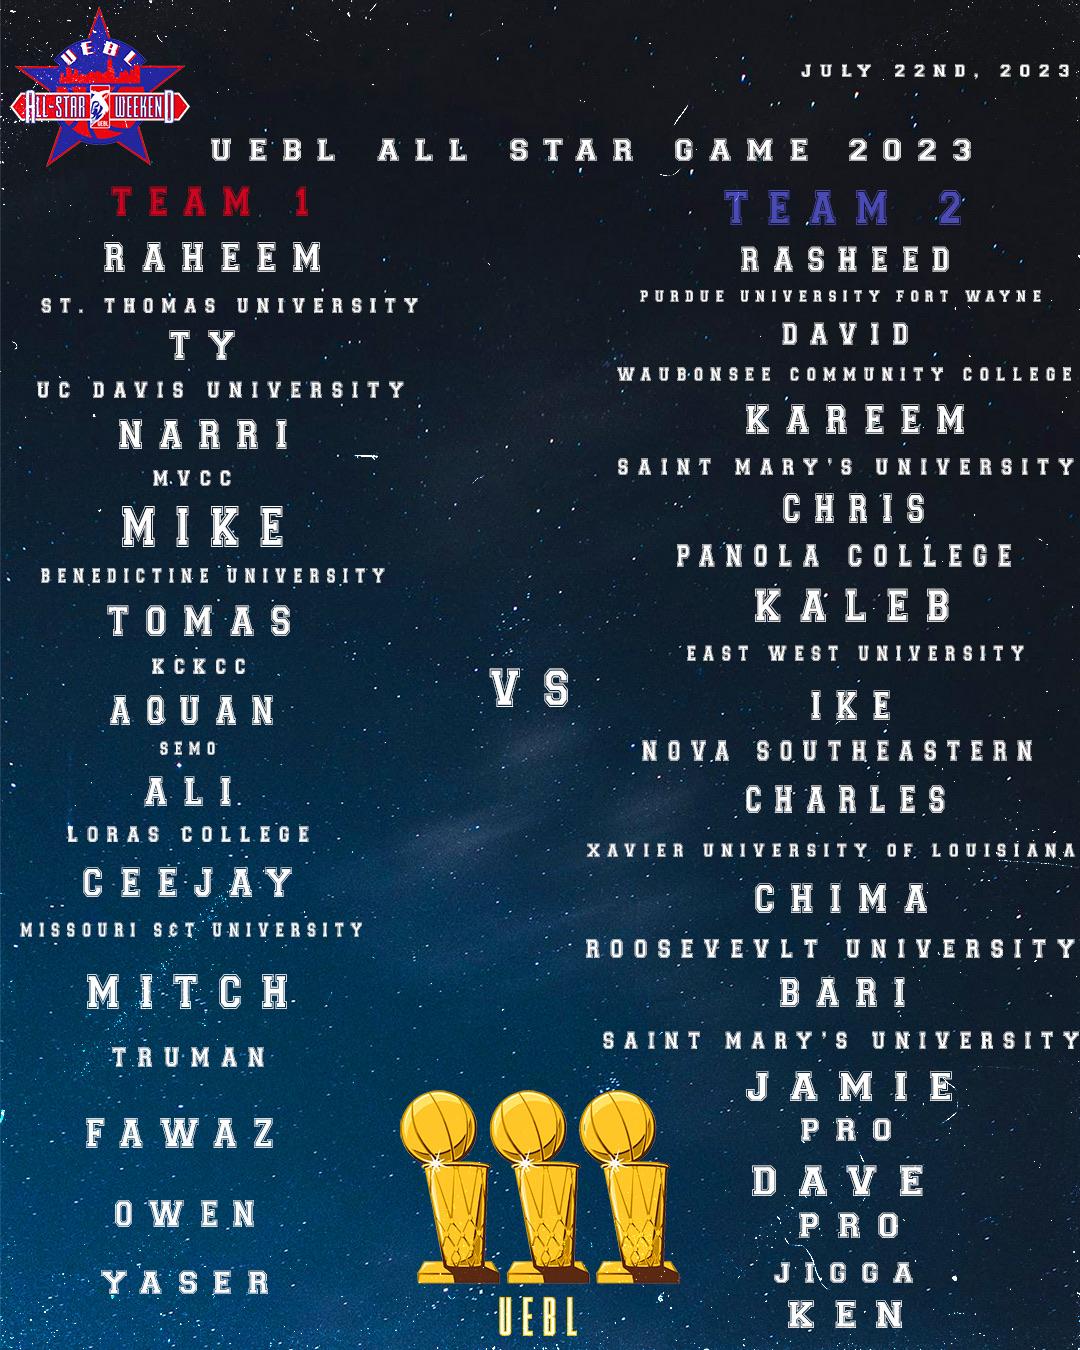 UEBL
ALL-STAR WEEKEND
UEBL
JULY 22ND, 2023
UEBL ALL STAR GAME 2023
TEAM 1
RAHEEM
ST. THOMAS UNIVERSITY
TY
UC DAVIS UNIVERSITY
NARRI
MVCC
MIKE
BENEDICTINE UNIVERSITY
TOMAS
KCKCC
AQUAN
SEMO
ALI
LORAS COLLEGE
CEEJAY
MISSOURI S&T UNIVERSITY
MITCH
TRUMAN
FAWAZ
OWEN
YASER
VS
TEAM 2
RASHEED
PURDUE UNIVERSITY FORT WAYNE
DAVID
WAUBONSEE COMMUNITY COLLEGE
KAREEM
SAINT MARY'S UNIVERSITY
CHRIS
PANOLA COLLEGE
KALEB
EAST WEST UNIVERSITY
IKE
NOVA SOUTHEASTERN
CHARLES
XAVIER UNIVERSITY OF LOUISIANA
CHIMA
ROOSEVEVLT UNIVERSITY
BARI
SAINT MARY'S UNIVERSITY
JAMIE
PRO
DAVE
PRO
JIGGA
KEN
UEBL